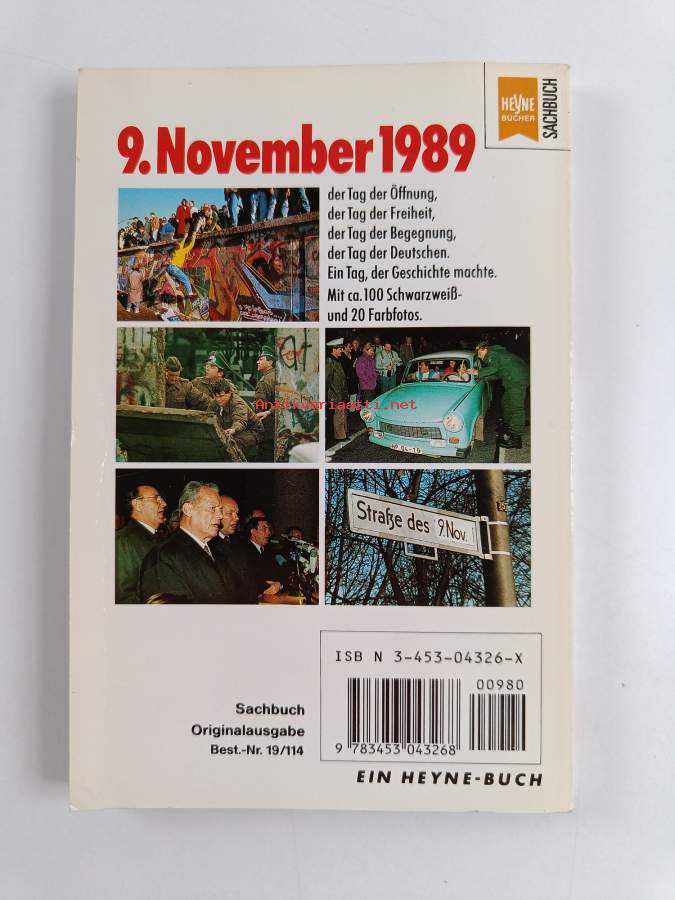 HEYNE
BÜCHER
SACHBUCH
9. November 1989
der Tag der Öffnung,
der Tag der Freiheit,
der Tag der Begegnung,
der Tag der Deutschen.
Ein Tag, der Geschichte machte.
Mit ca. 100 Schwarzweiß-
und 20 Farbfotos.
Antikvariaatti.net
Straße des 9. Nov.
ISB N 3-453-04326-X
00980
9 783453 043268
Sachbuch
Originalausgabe
Best.-Nr. 19/114
EIN HEYNE-BUCH